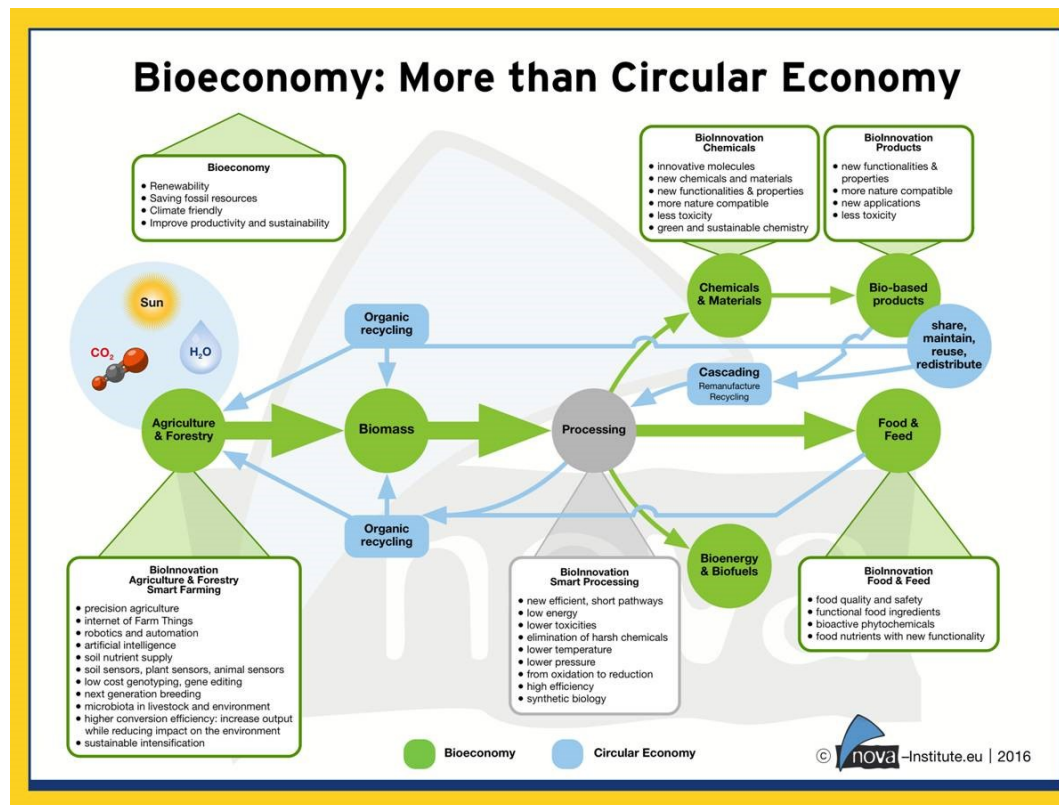 Bioeconomy: More than Circular Economy
Bioeconomy
• Renewability
• Saving fossil resources
• Climate friendly
• Improve productivity and sustainability
BioInnovation
Chemicals
• innovative molecules
• new chemicals and materials
• new functionalities & properties
• more nature compatible
• less toxicity
• green and sustainable chemistry
BioInnovation
Products
• new functionalities &
properties
• more nature compatible
• new applications
• less toxicity
Sun
CO2
H2O
Organic
recycling
Chemicals
& Materials
Bio-based
products
share,
maintain,
reuse,
redistribute
Cascading
Remanufacture
Recycling
Agriculture
& Forestry
Biomass
Processing
Food &
Feed
Organic
recycling
Bioenergy
& Biofuels
BioInnovation
Agriculture & Forestry
Smart Farming
• precision agriculture
• internet of Farm Things
• robotics and automation
• artificial intelligence
• soil nutrient supply
• soil sensors, plant sensors, animal sensors
• low cost genotyping, gene editing
• next generation breeding
• microbiota in livestock and environment
• higher conversion efficiency: increase output
while reducing impact on the environment
• sustainable intensification
BioInnovation
Smart Processing
• new efficient, short pathways
• low energy
• lower toxicities
• elimination of harsh chemicals
• lower temperature
• lower pressure
• from oxidation to reduction
• high efficiency
• synthetic biology
BioInnovation
Food & Feed
• food quality and safety
• functional food ingredients
• bioactive phytochemicals
• food nutrients with new functionality
nova
Bioeconomy
Circular Economy
© nova-Institute.eu | 2016